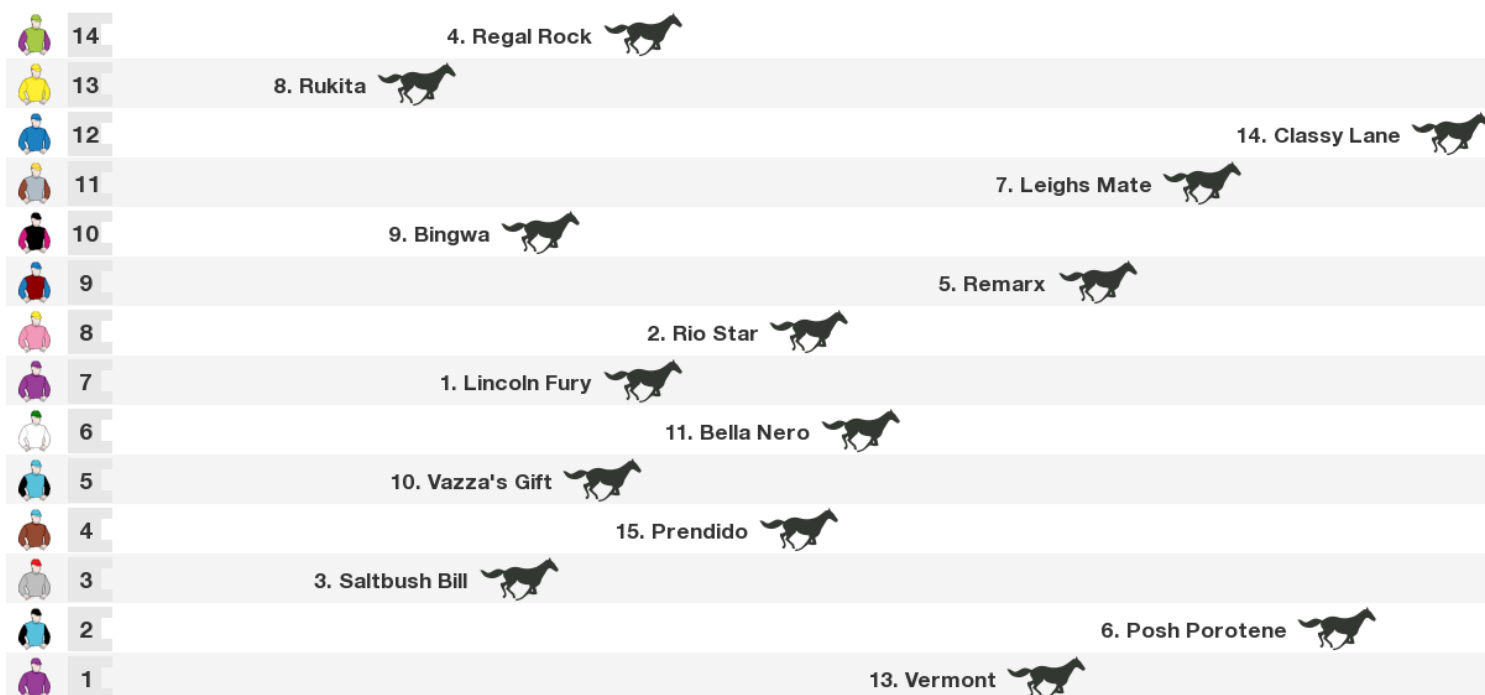 14 4. Regal Rock
13 8. Rukita
12 14. Classy Lane
11 7. Leighs Mate
10 9. Bingwa
9 5. Remarx
8 2. Rio Star
7 1. Lincoln Fury
6 11. Bella Nero
5 10. Vazza's Gift
4 15. Prendido
3 3. Saltbush Bill
2 6. Posh Porotene
1 13. Vermont